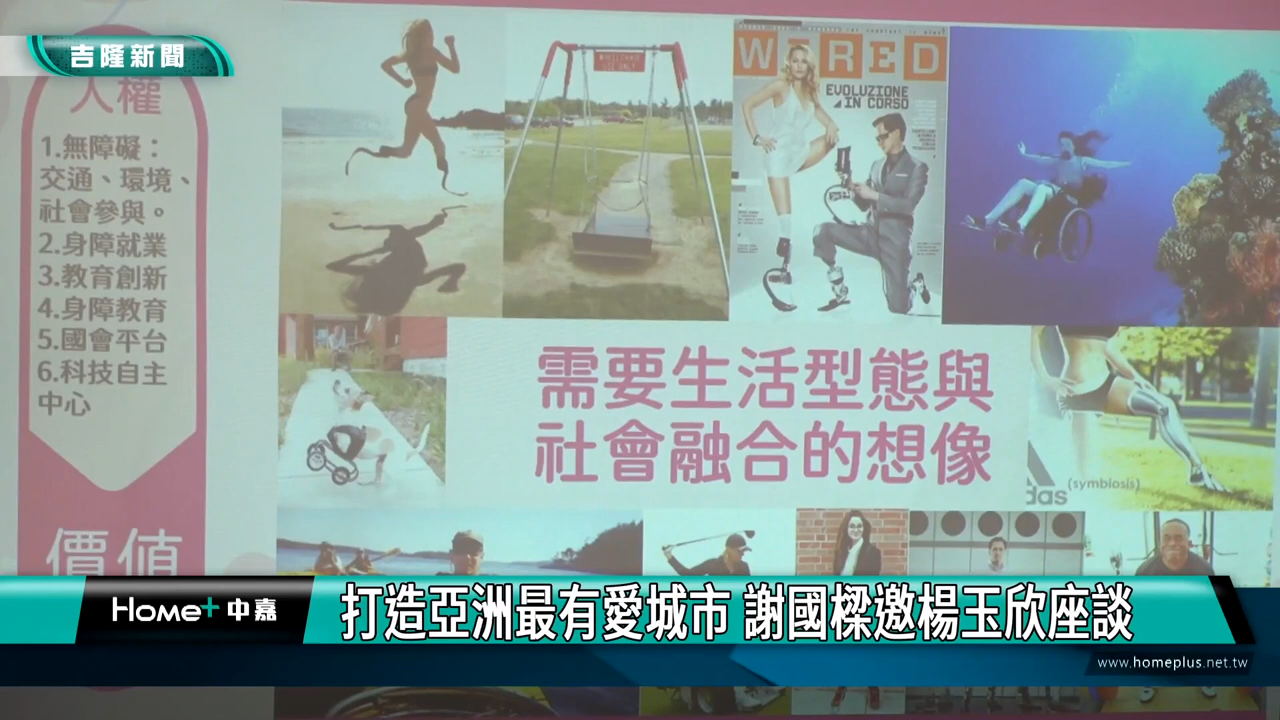 吉隆新聞
人權
1.無障礙：
交通、環境、
社會參與。
2.身障就業
3.教育創新
4.身障教育
5.國會平台
6.科技自主
中心
價值
WHEELCHAIR
USE ONLY
WIRED
EVOLUZIONE
IN CORSO
需要生活型態與
社會融合的想像
(symbiosis)
das
Home+ 中嘉
打造亞洲最有愛城市 謝國樑邀楊玉欣座談
www.homeplus.net.tw